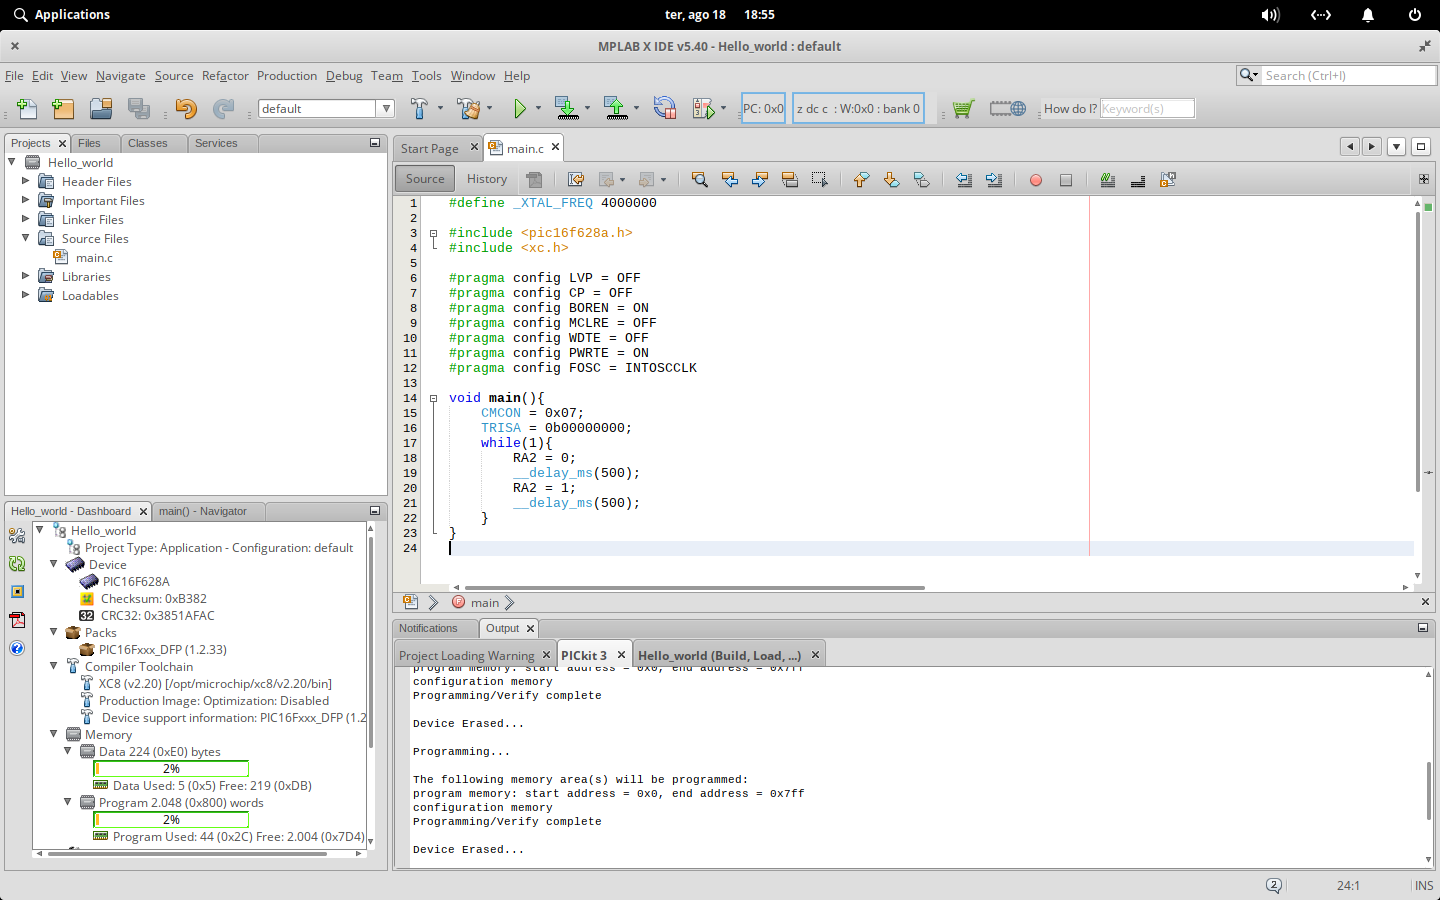 Applications
ter, ago 18 18:55
MPLAB X IDE v5.40 - Hello_world : default
File Edit View Navigate Source Refactor Production Debug Team Tools Window Help
Search (Ctrl+I)
default
PC: 0x0
z dc c : W:0x0 : bank 0
How do I? Keyword(s)
Projects
Files
Classes
Services
Hello_world
Header Files
Important Files
Linker Files
Source Files
main.c
Libraries
Loadables
Start Page
main.c
Source
History
1 #define _XTAL_FREQ 4000000
2
3 #include <pic16f628a.h>
4 #include <xc.h>
5
6 #pragma config LVP = OFF
7 #pragma config CP = OFF
8 #pragma config BOREN = ON
9 #pragma config MCLRE = OFF
10 #pragma config WDTE = OFF
11 #pragma config PWRTE = ON
12 #pragma config FOSC = INTOSCCLK
13
14 void main(){
15 CMCON = 0x07;
16 TRISA = 0b00000000;
17 while(1){
18 RA2 = 0;
19 __delay_ms(500);
20 RA2 = 1;
21 __delay_ms(500);
22 }
23 }
24
main
Hello_world - Dashboard
main() - Navigator
Hello_world
Project Type: Application - Configuration: default
Device
PIC16F628A
Checksum: 0xB382
32 CRC32: 0x3851AFAC
Packs
PIC16Fxxx_DFP (1.2.33)
Compiler Toolchain
XC8 (v2.20) [/opt/microchip/xc8/v2.20/bin]
Production Image: Optimization: Disabled
Device support information: PIC16Fxxx_DFP (1.2
Memory
Data 224 (0xE0) bytes
2%
Data Used: 5 (0x5) Free: 219 (0xDB)
Program 2.048 (0x800) words
2%
Program Used: 44 (0x2C) Free: 2.004 (0x7D4)
Notifications
Output
Project Loading Warning
PICkit 3
Hello_world (Build, Load, ...)
program memory: start address = 0x0, end address = 0x7ff
configuration memory
Programming/Verify complete
Device Erased...
Programming...
The following memory area(s) will be programmed:
program memory: start address = 0x0, end address = 0x7ff
configuration memory
Programming/Verify complete
Device Erased...
2
24:1
INS